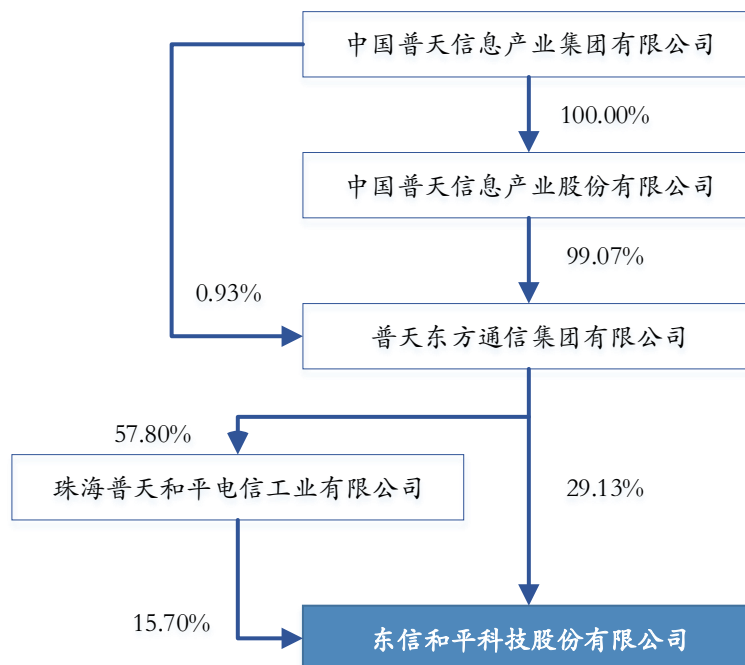 中国普天信息产业集团有限公司
100.00%
中国普天信息产业股份有限公司
99.07%
0.93%
普天东方通信集团有限公司
57.80%
珠海普天和平电信工业有限公司
29.13%
15.70%
东信和平科技股份有限公司